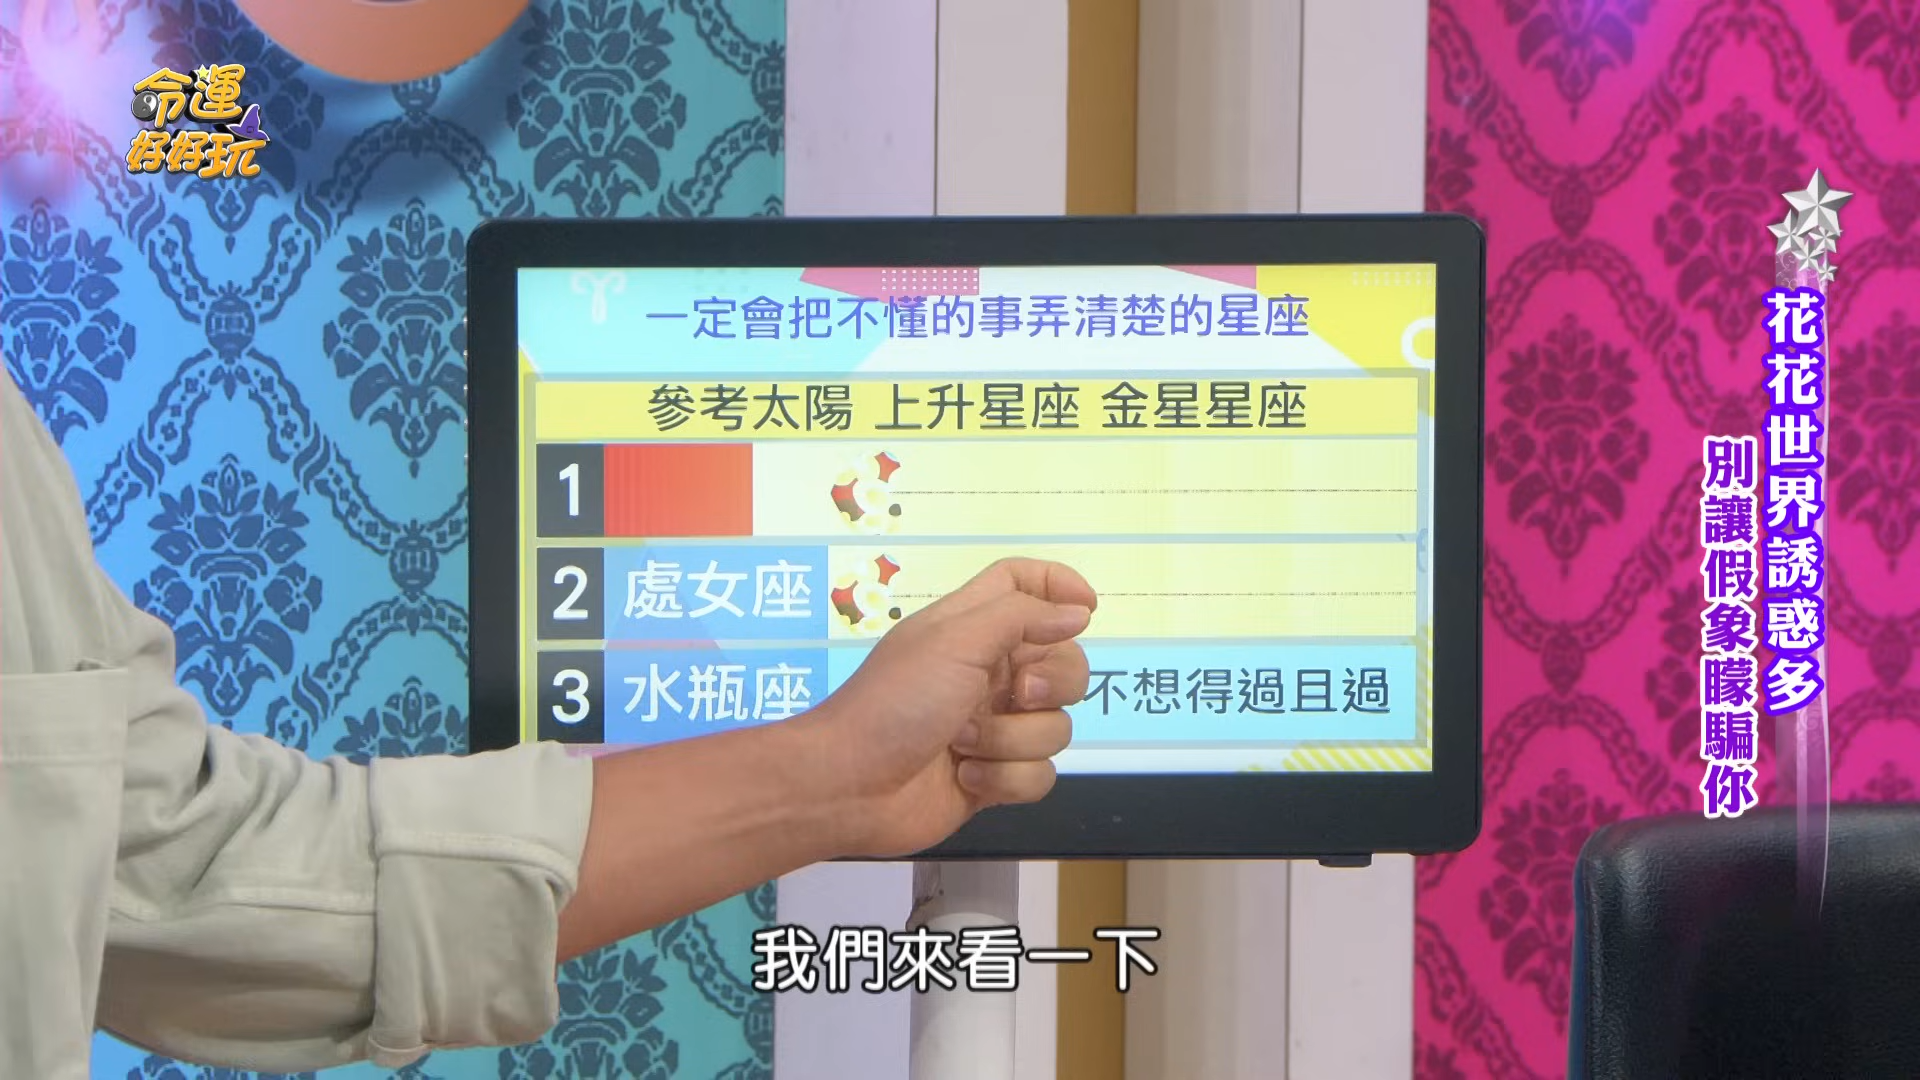 命運
好好玩
一定會把不懂的事弄清楚的星座
參考太陽 上升星座 金星星座
1
2 處女座
3 水瓶座 不想得過且過
花花世界誘惑多
別讓假象矇騙你
我們來看一下